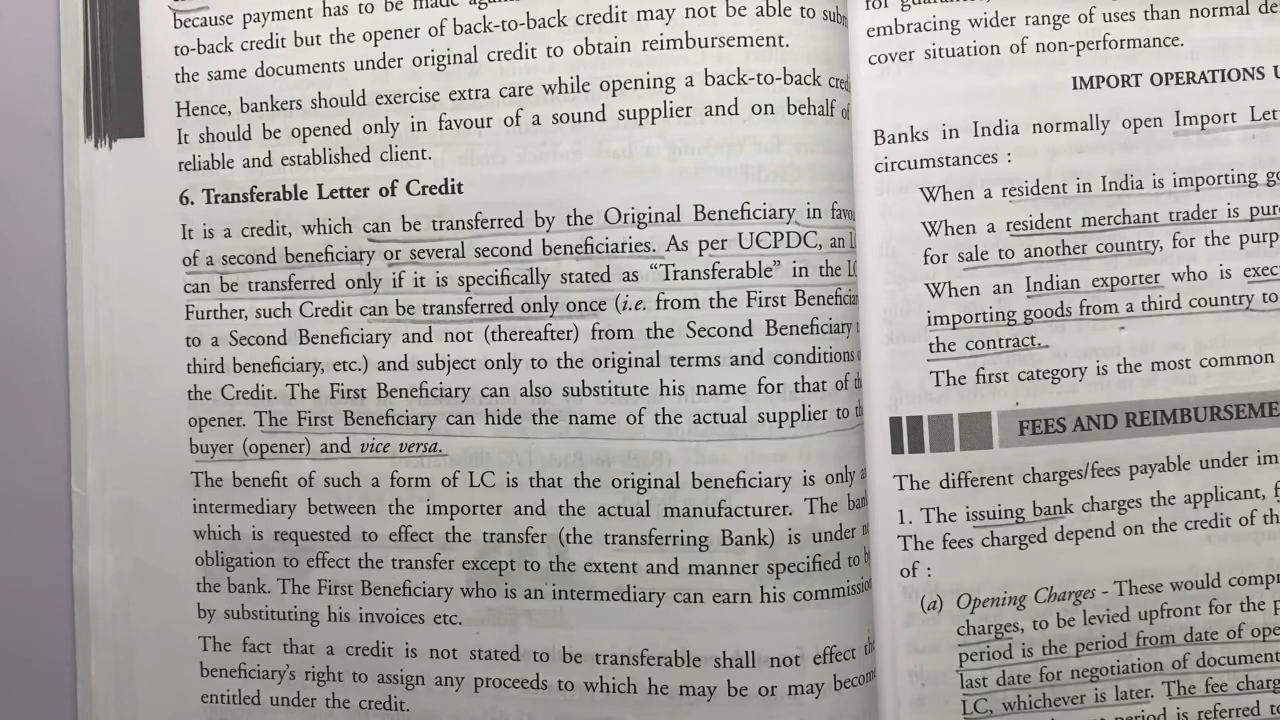 because payment has to be made
to-back credit but the opener of back-to-back credit may not be able to
the same documents under original credit to obtain reimbursement.
Hence, bankers should exercise extra care while opening a back-to-back
It should be opened only in favour of a sound supplier and on behalf of
reliable and established client.
6. Transferable Letter of Credit
It is a credit, which can be transferred by the Original Beneficiary in
of a second beneficiary or several second beneficiaries. As per UCPDC, an
can be transferred only if it is specifically stated as “Transferable” in the
Further, such Credit can be transferred only once (i.e. from the First
to a Second Beneficiary and not (thereafter) from the Second Beneficiary
third beneficiary, etc.) and subject only to the original terms and conditions
the Credit. The First Beneficiary can also substitute his name for that of
opener. The First Beneficiary can hide the name of the actual supplier to
buyer (opener) and vice versa.
The benefit of such a form of LC is that the original beneficiary is only
intermediary between the importer and the actual manufacturer. The
which is requested to effect the transfer (the transferring Bank) is under
obligation to effect the transfer except to the extent and manner specified to
the bank. The First Beneficiary who is an intermediary can earn his
by substituting his invoices etc.
The fact that a credit is not stated to be transferable shall not effect
beneficiary's right to assign any proceeds to which he may be or may
entitled under the credit.
for
embracing wider range of uses than normal
cover situation of non-performance.
IMPORT OPERATIONS
Banks in India normally open Import
circumstances :
When a resident in India is importing
When a resident merchant trader is
for sale to another country, for the
When an Indian exporter who is
importing goods from a third country to
the contract.
The first category is the most common
FEES AND
The different charges/fees payable under
1. The issuing bank charges the applicant,
The fees charged depend on the credit of
of :
(a) Opening Charges - These would
charges, to be levied upfront for the
period is the period from date of
last date for negotiation of
LC, whichever is later. The fee
period is referred